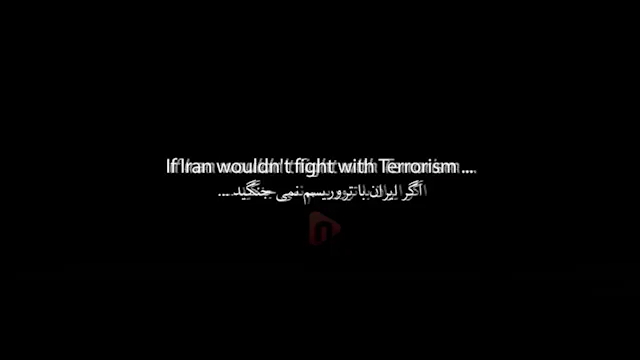 If Iran wouldn't fight with Terrorism ...
اگر ایران با تروریسم نمی جنگید ...